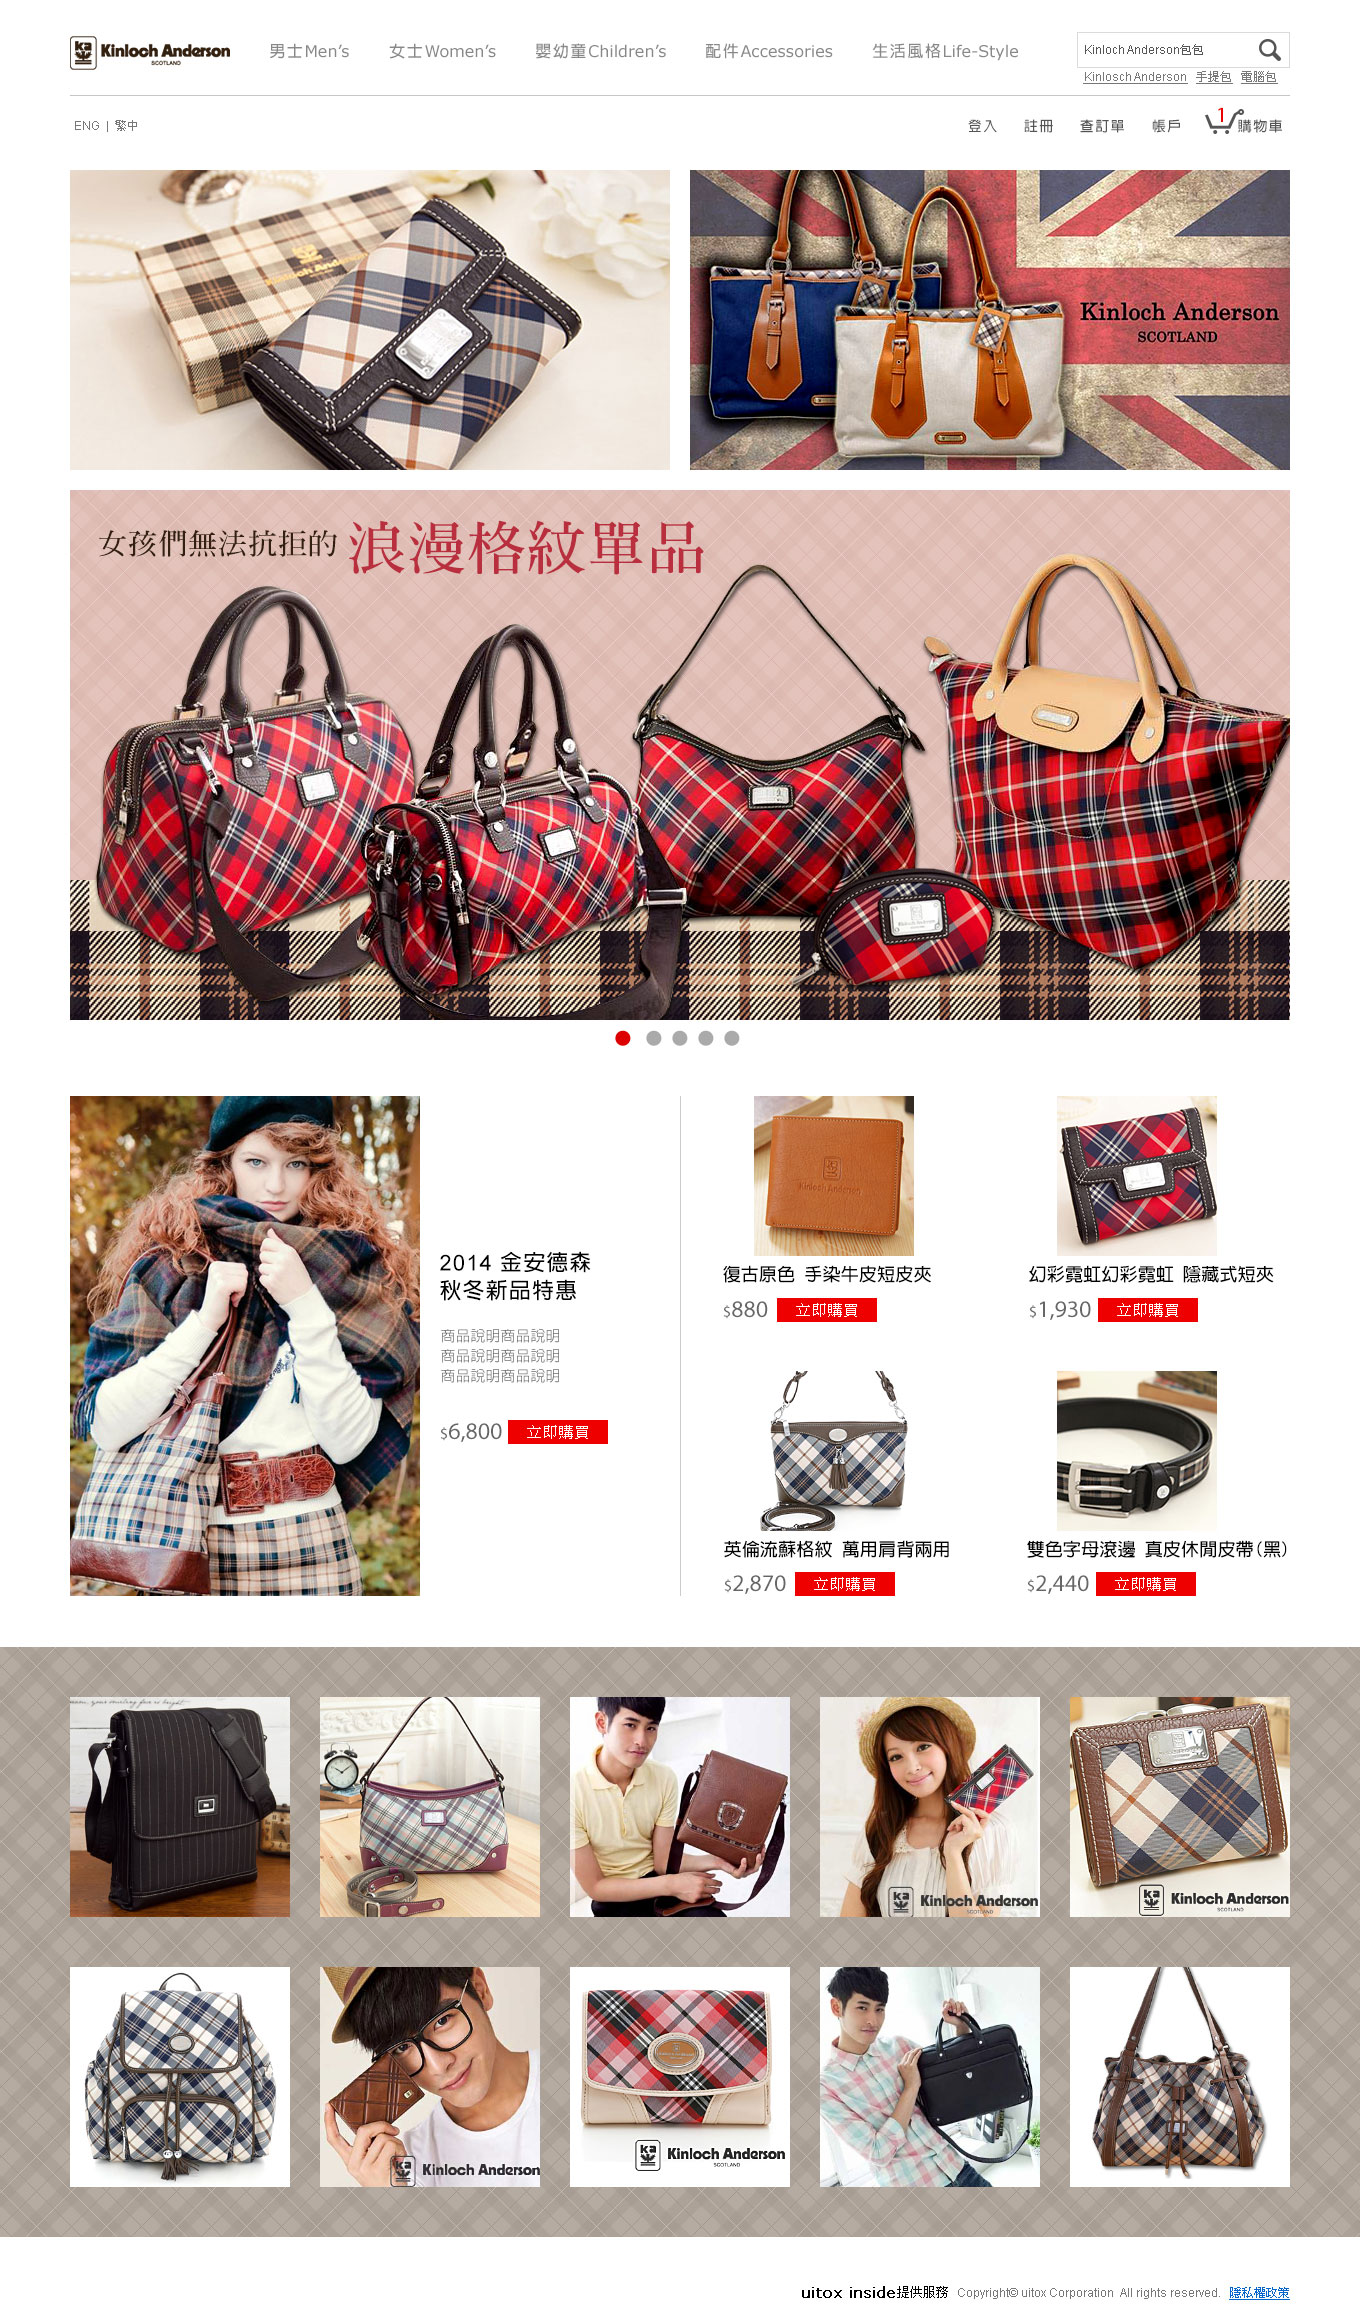 Kinloch Anderson
SCOTLAND
男士Men's
女士Women's
嬰幼童Children's
配件Accessories
生活風格Life-Style
Kinloch Anderson包包
Kinlosch Anderson 手提包 電腦包
ENG | 繁中
登入 註冊 查訂單 帳戶 1 購物車
Kinloch Anderson
Kinloch Anderson
SCOTLAND
女孩們無法抗拒的 浪漫格紋單品
2014 金安德森
秋冬新品特惠
商品說明商品說明
商品說明商品說明
商品說明商品說明
$6,800 立即購買
Kinloch Anderson
復古原色 手染牛皮短皮夾
$880 立即購買
幻彩霓虹幻彩霓虹 隱藏式短夾
$1,930 立即購買
英倫流蘇格紋 萬用肩背兩用
$2,870 立即購買
雙色字母滾邊 真皮休閒皮帶(黑)
$2,440 立即購買
Kinloch Anderson
SCOTLAND
Kinloch Anderson
SCOTLAND
Kinloch Anderson
Kinloch Anderson
SCOTLAND
uitox inside提供服務 Copyright© uitox Corporation All rights reserved. 隱私權政策